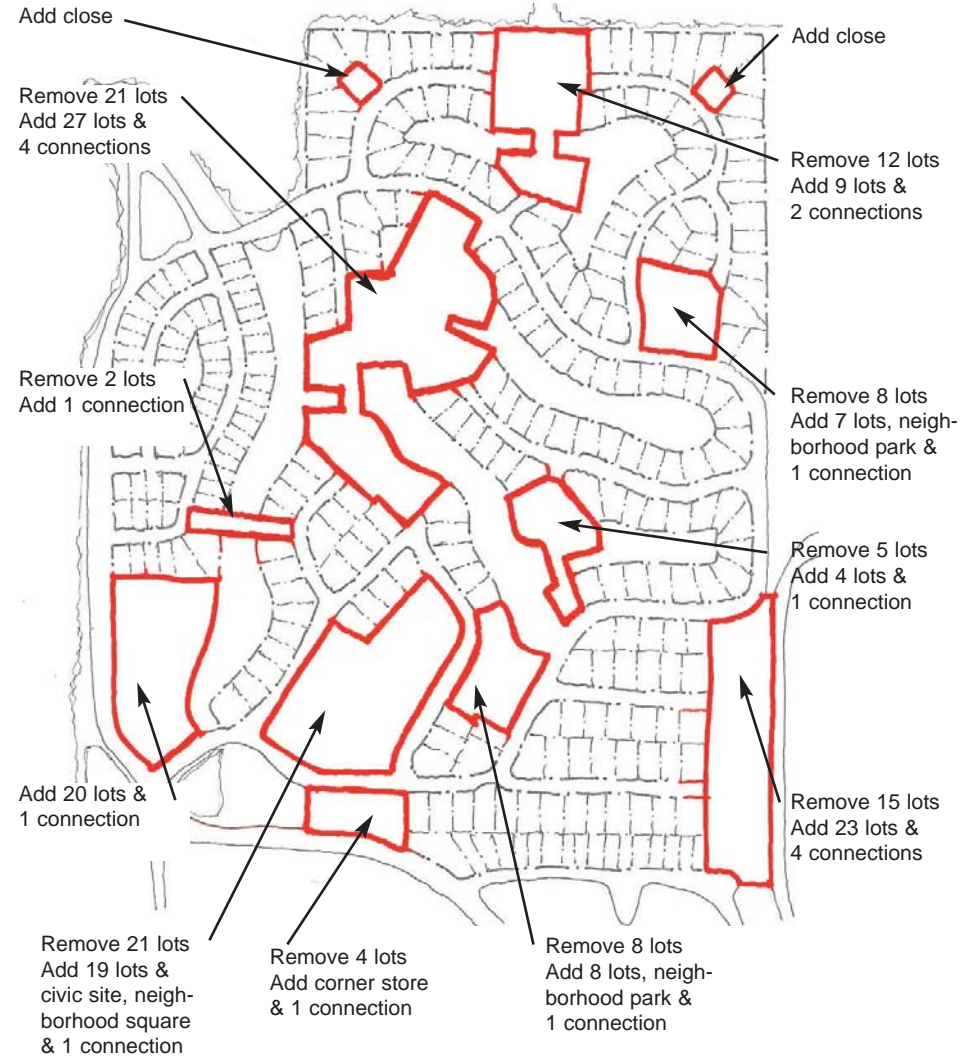 Add close
Add close
Remove 21 lots
Add 27 lots &
4 connections
Remove 12 lots
Add 9 lots &
2 connections
Remove 2 lots
Add 1 connection
Remove 8 lots
Add 7 lots, neigh-
borhood park &
1 connection
Remove 5 lots
Add 4 lots &
1 connection
Add 20 lots &
1 connection
Remove 15 lots
Add 23 lots &
4 connections
Remove 21 lots
Add 19 lots &
civic site, neigh-
borhood square
& 1 connection
Remove 4 lots
Add corner store
& 1 connection
Remove 8 lots
Add 8 lots, neigh-
borhood park &
1 connection